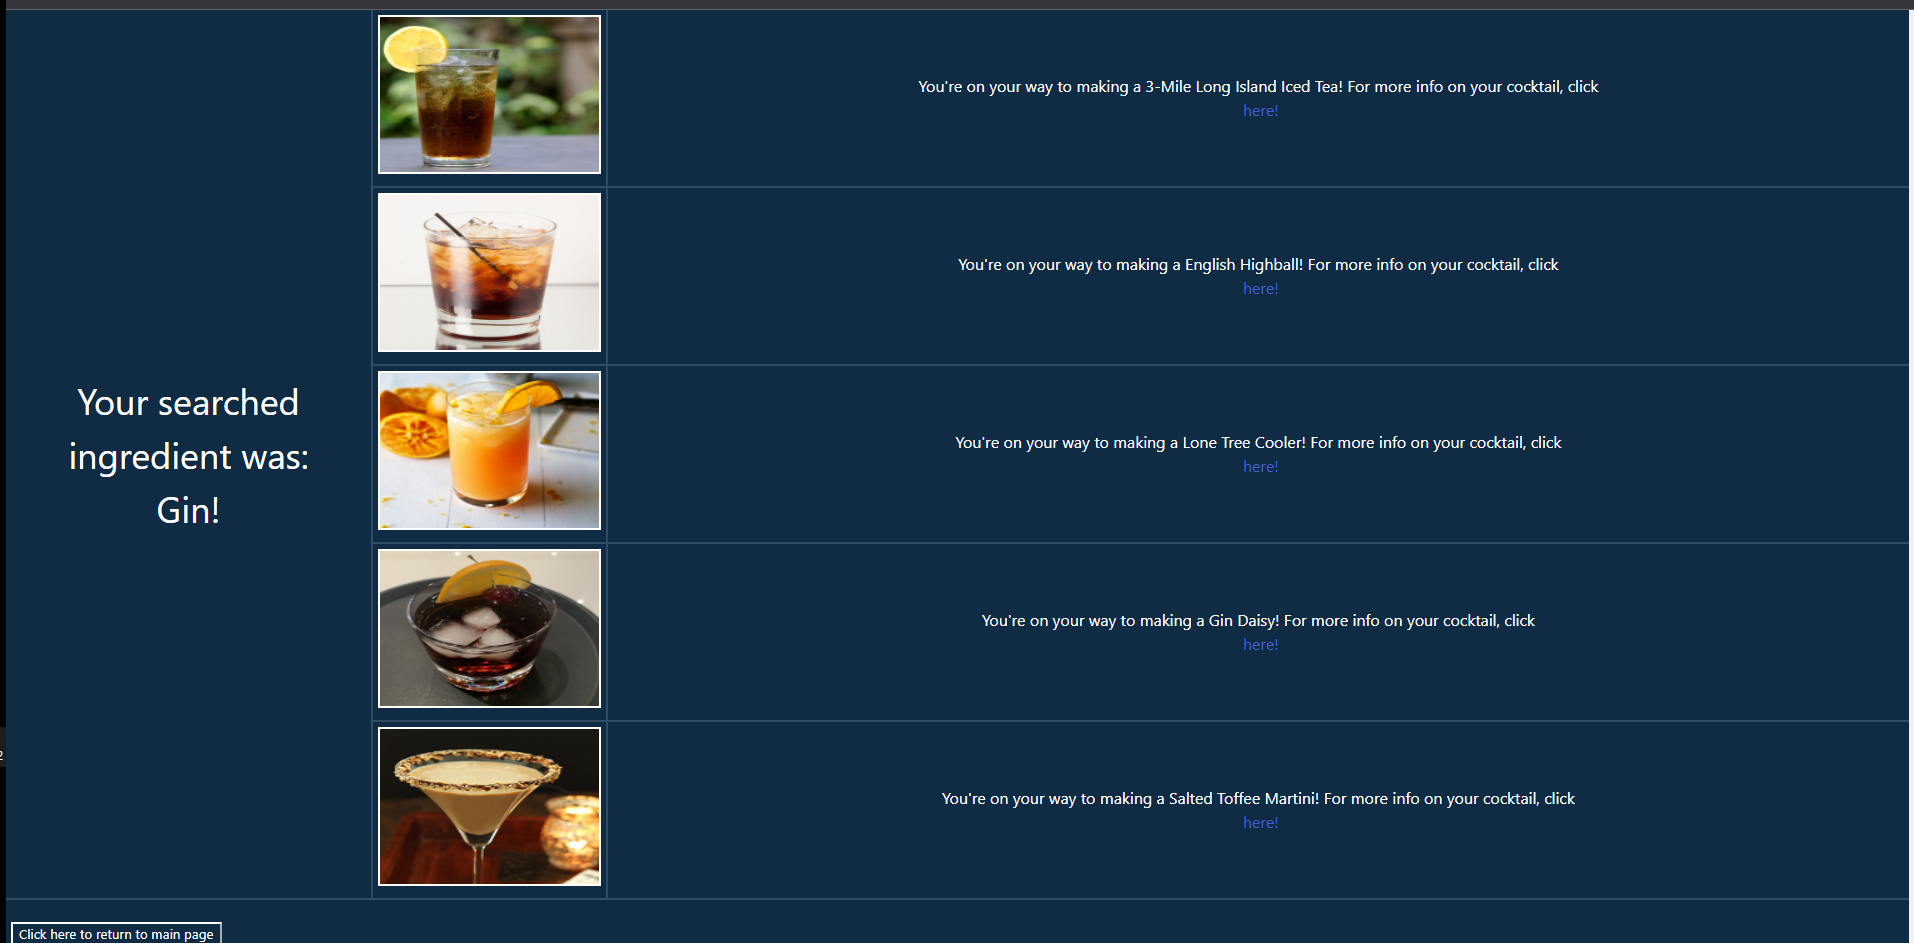 Your searched
ingredient was:
Gin!
You're on your way to making a 3-Mile Long Island Iced Tea! For more info on your cocktail, click
here!
You're on your way to making a English Highball! For more info on your cocktail, click
here!
You're on your way to making a Lone Tree Cooler! For more info on your cocktail, click
here!
You're on your way to making a Gin Daisy! For more info on your cocktail, click
here!
You're on your way to making a Salted Toffee Martini! For more info on your cocktail, click
here!
2
Click here to return to main page